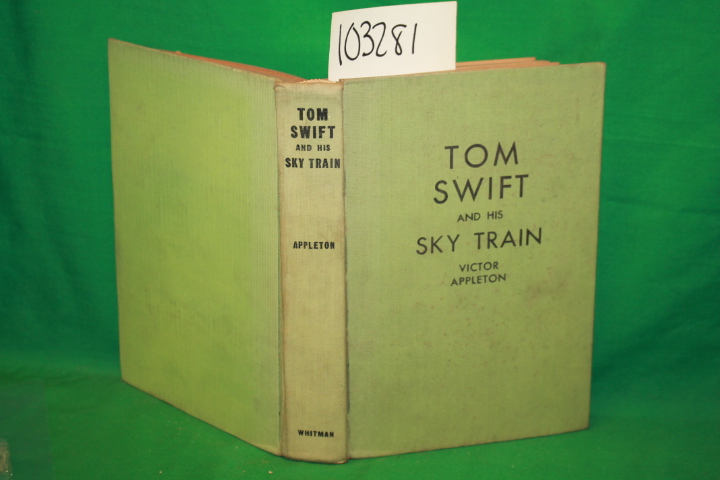 103281
TOM
SWIFT
AND HIS
SKY TRAIN
APPLETON
WHITMAN
TOM
SWIFT
AND HIS
SKY TRAIN
VICTOR
APPLETON